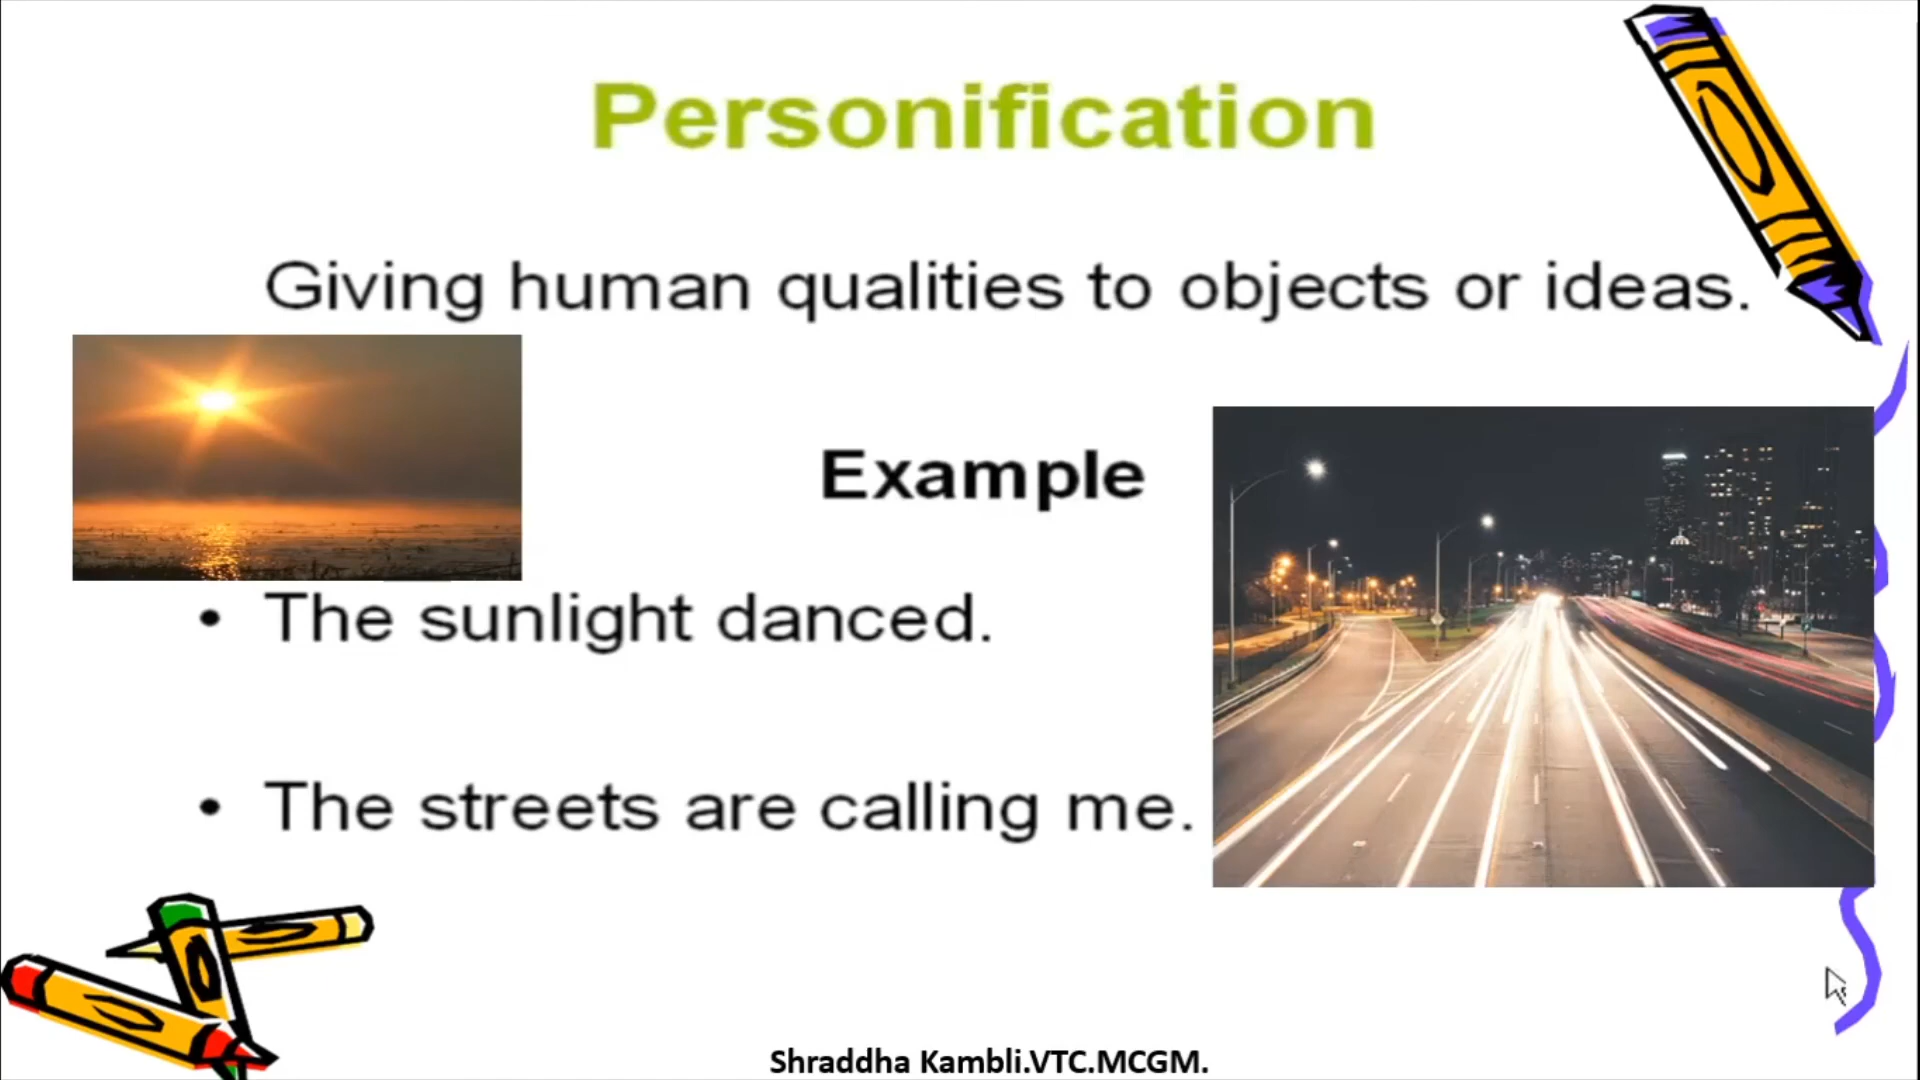 Personification
Giving human qualities to objects or ideas.
Example
• The sunlight danced.
• The streets are calling me.
Shraddha Kambli.VTC.MCGM.